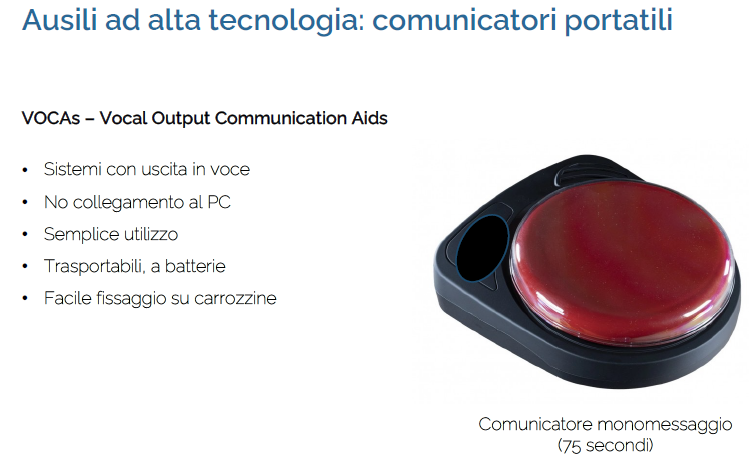 Ausili ad alta tecnologia: comunicatori portatili
VOCAs – Vocal Output Communication Aids
• Sistemi con uscita in voce
• No collegamento al PC
• Semplice utilizzo
• Trasportabili, a batterie
• Facile fissaggio su carrozzine
Comunicatore monomessaggio
(75 secondi)